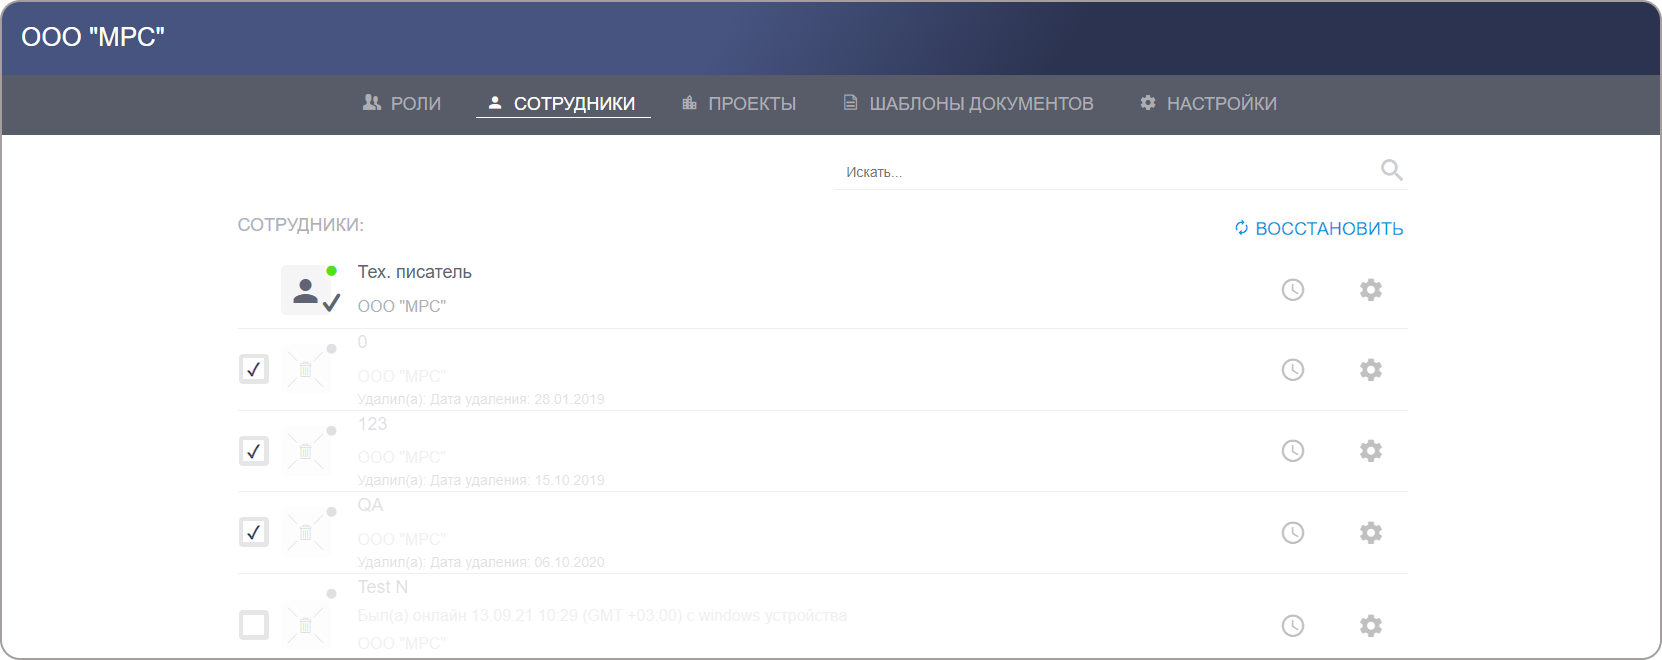 ООО "МРС"
РОЛИ СОТРУДНИКИ ПРОЕКТЫ ШАБЛОНЫ ДОКУМЕНТОВ НАСТРОЙКИ
Искать...
СОТРУДНИКИ:
ВОССТАНОВИТЬ
Тех. писатель
ООО "МРС"
0
ООО "МРС"
Удалил(а): Дата удаления: 28.01.2019
123
ООО "МРС"
Удалил(а): Дата удаления: 15.10.2019
QA
ООО "МРС"
Удалил(а): Дата удаления: 06.10.2020
Test N
Был(а) онлайн 13.09.21 10:29 (GMT +03:00) с windows устройства
ООО "МРС"